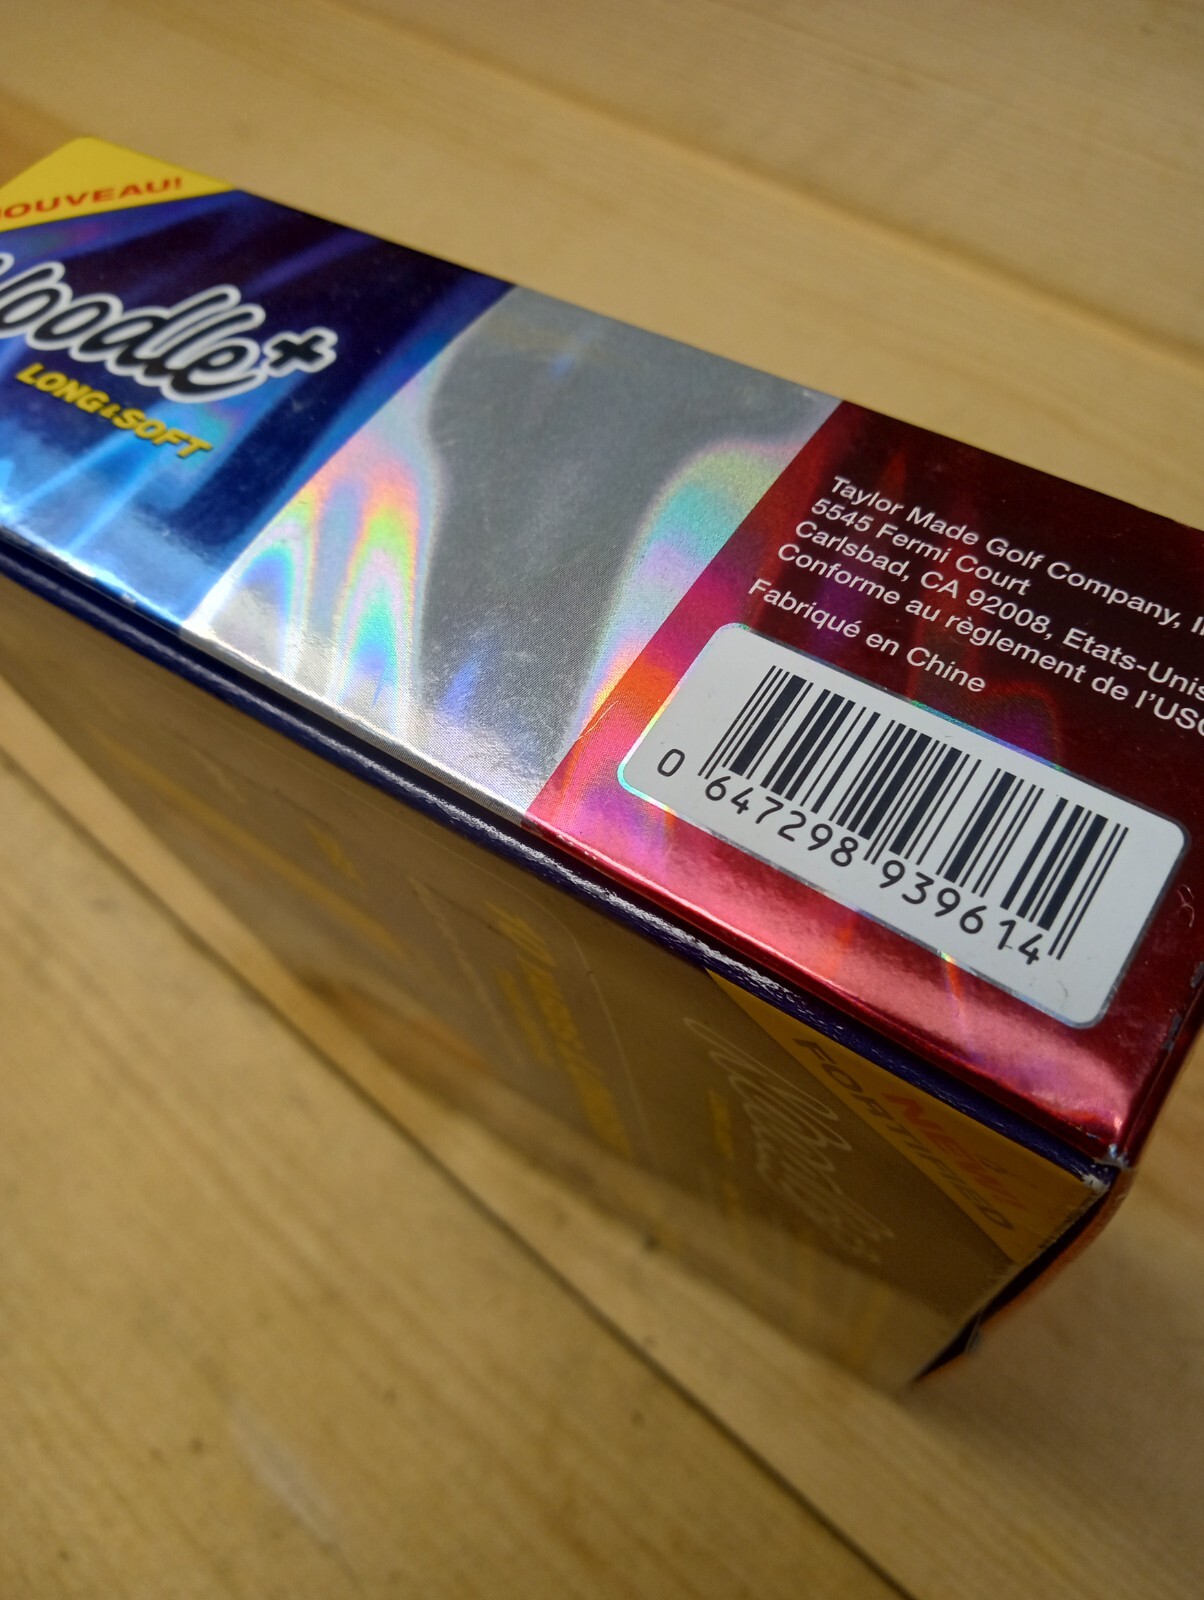 NOUVEAU!
Noodle+
LONG&SOFT
Taylor Made Golf Company,
5545 Fermi Court
Carlsbad, CA 92008, Etats-Unis
Conforme au règlement de l'USG
Fabriqué en Chine
0 647298 939614
NEW!
FORTIFIED